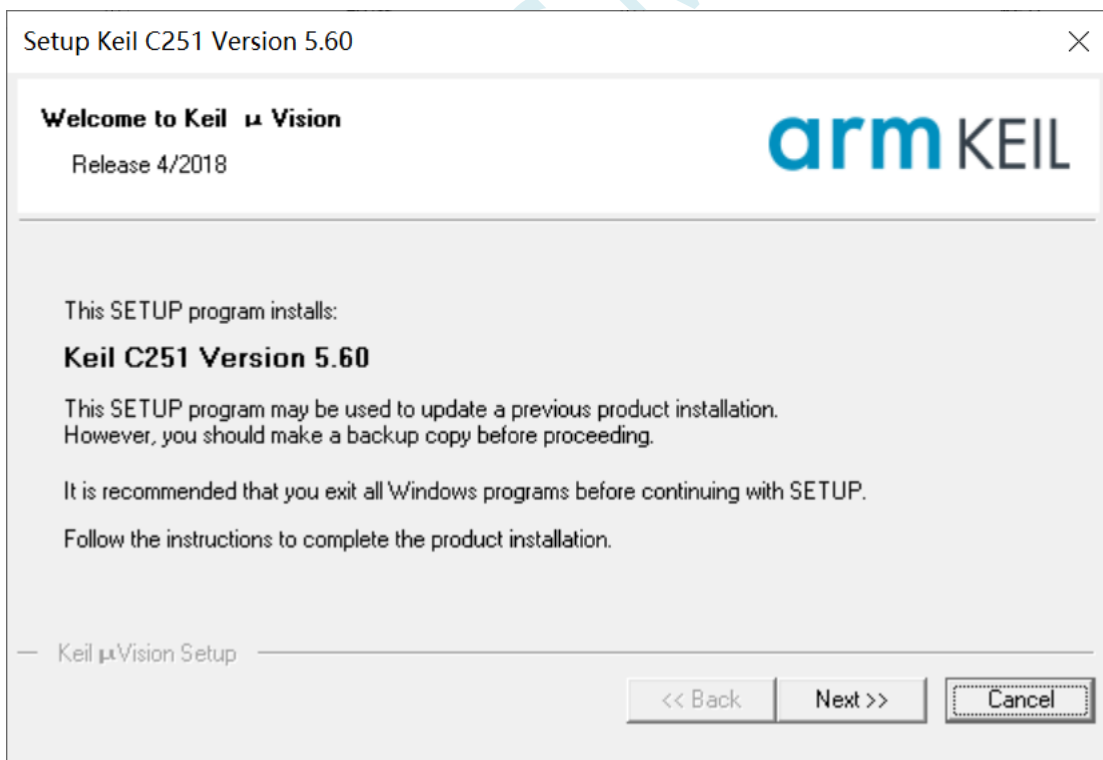 Setup Keil C251 Version 5.60
Welcome to Keil μ Vision
Release 4/2018
arm KEIL
This SETUP program installs:
Keil C251 Version 5.60
This SETUP program may be used to update a previous product installation.
However, you should make a backup copy before proceeding.
It is recommended that you exit all Windows programs before continuing with SETUP.
Follow the instructions to complete the product installation.
Keil μVision Setup
<< Back Next >> Cancel